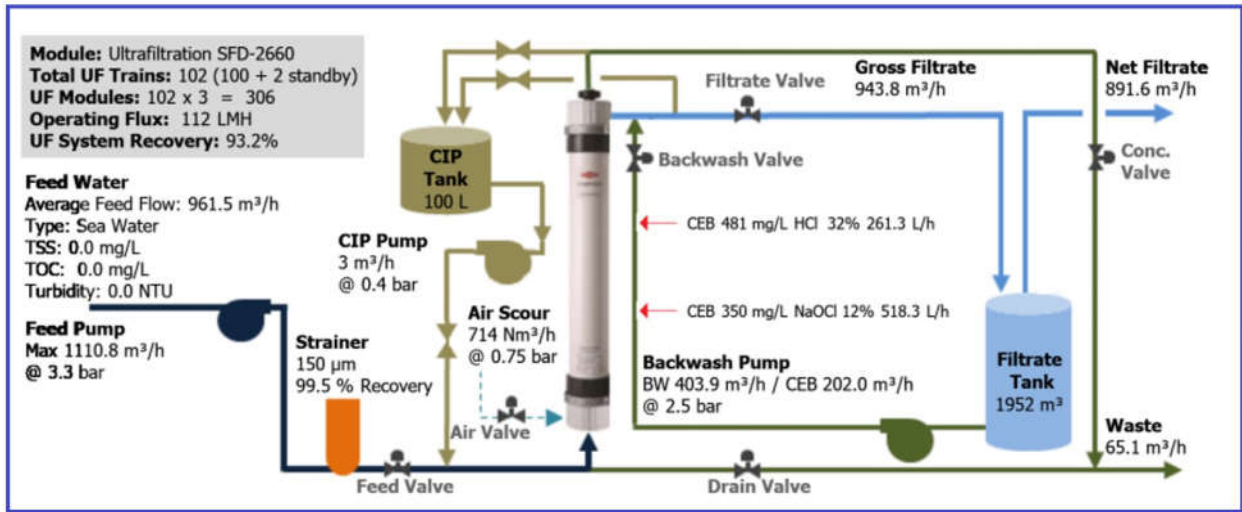 Module: Ultrafiltration SFD-2660
Total UF Trains: 102 (100 + 2 standby)
UF Modules: 102 x 3 = 306
Operating Flux: 112 LMH
UF System Recovery: 93.2%
Feed Water
Average Feed Flow: 961.5 m³/h
Type: Sea Water
TSS: 0.0 mg/L
TOC: 0.0 mg/L
Turbidity: 0.0 NTU
Feed Pump
Max 1110.8 m³/h
@ 3.3 bar
Strainer
150 µm
99.5 % Recovery
Feed Valve
CIP
Tank
100 L
CIP Pump
3 m³/h
@ 0.4 bar
Air Scour
714 Nm³/h
@ 0.75 bar
Air Valve
Filtrate Valve
Gross Filtrate
943.8 m³/h
Net Filtrate
891.6 m³/h
Backwash Valve
Conc.
Valve
CEB 481 mg/L HCl 32% 261.3 L/h
CEB 350 mg/L NaOCl 12% 518.3 L/h
Backwash Pump
BW 403.9 m³/h / CEB 202.0 m³/h
@ 2.5 bar
Filtrate
Tank
1952 m³
Waste
65.1 m³/h
Drain Valve